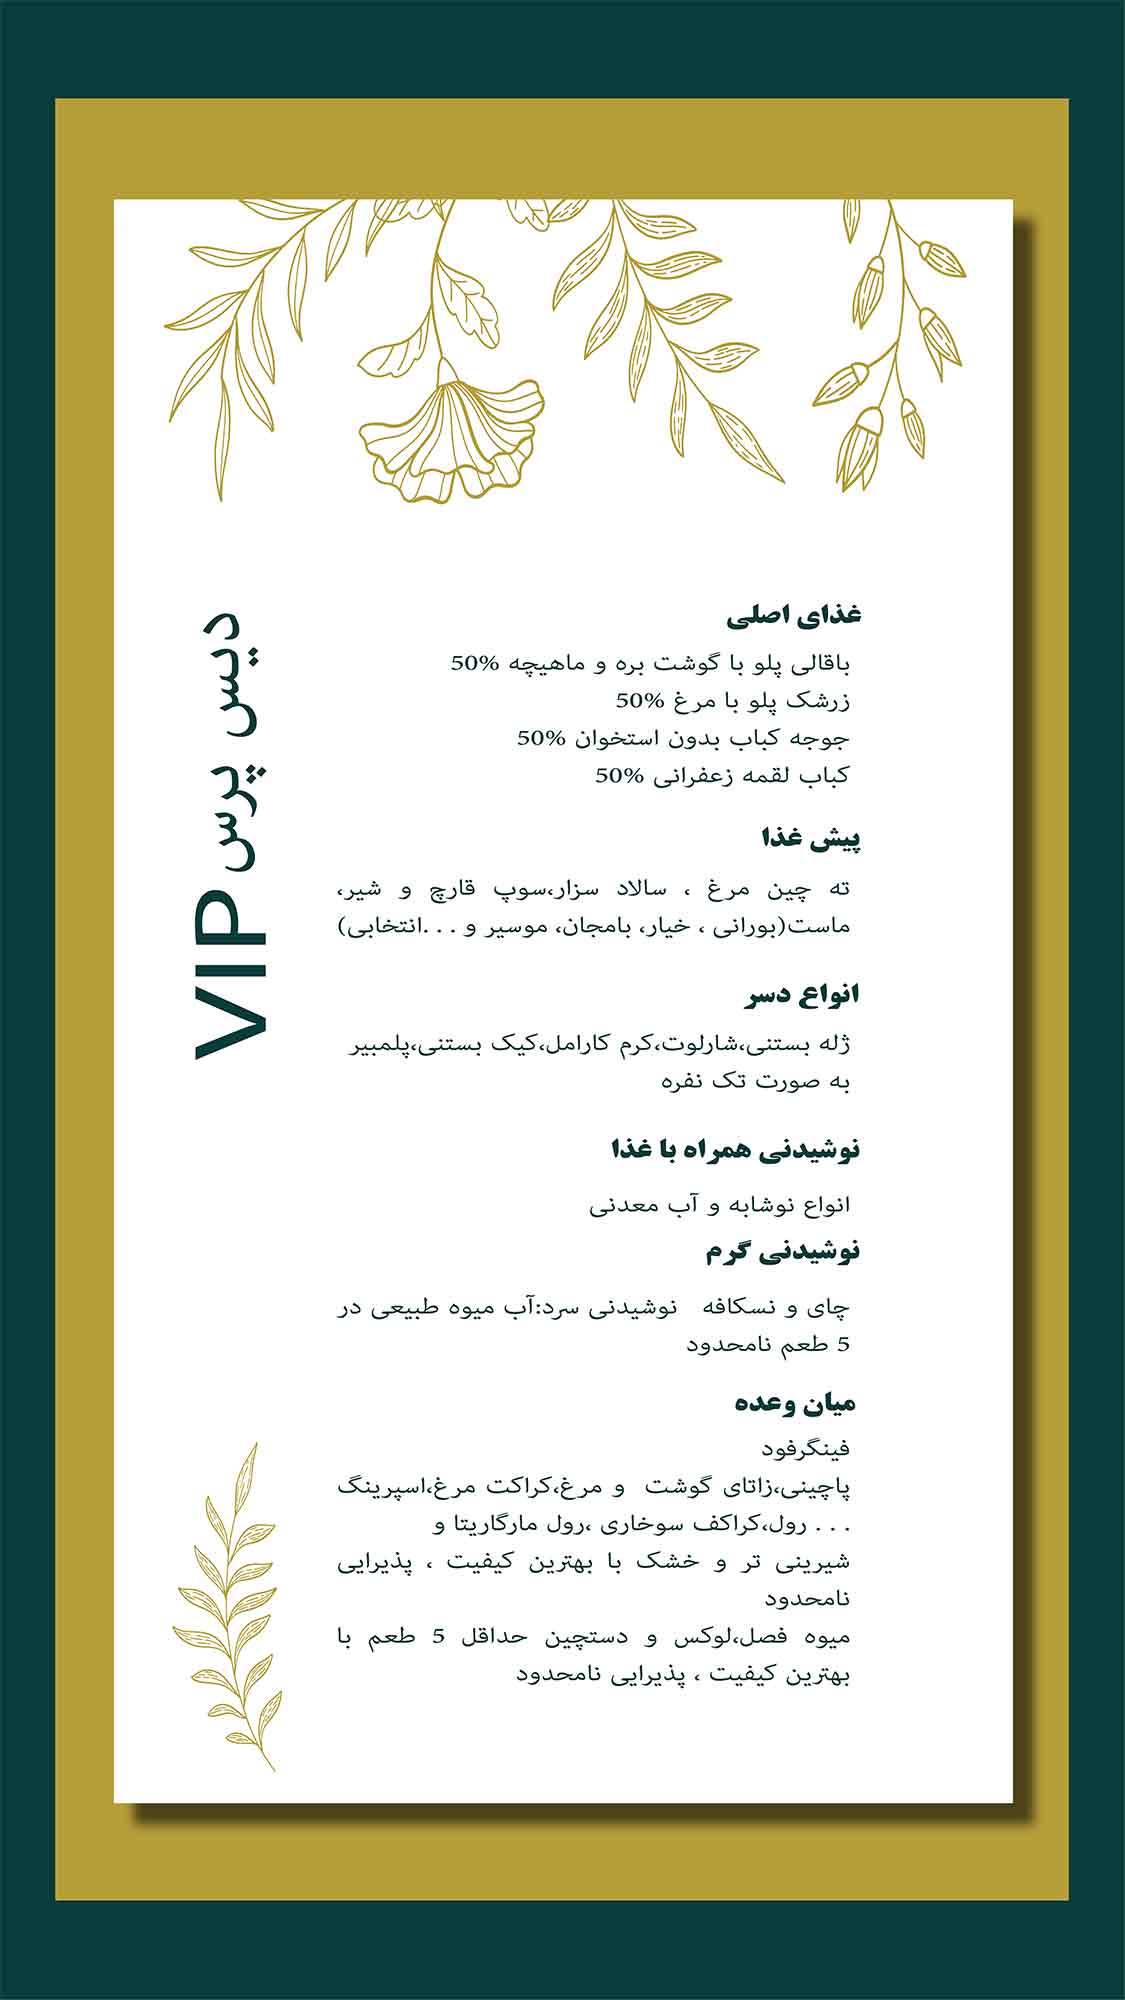 دیس پرس VIP
غذای اصلی
باقالی پلو با گوشت بره و ماهیچه 50%
زرشک پلو با مرغ 50%
جوجه کباب بدون استخوان 50%
کباب لقمه زعفرانی 50%
پیش غذا
ته چین مرغ ، سالاد سزار،سوپ قارچ و شیر،
ماست(بورانی ، خیار، بامجان، موسیر و . . .انتخابی)
انواع دسر
ژله بستنی،شارلوت،کرم کارامل،کیک بستنی،پلمبیر
به صورت تک نفره
نوشیدنی همراه با غذا
انواع نوشابه و آب معدنی
نوشیدنی گرم
چای و نسکافه نوشیدنی سرد:آب میوه طبیعی در
5 طعم نامحدود
میان وعده
فینگرفود
پاچینی،زاتای گوشت و مرغ،کراکت مرغ،اسپرینگ
. . . رول،کراکف سوخاری ،رول مارگاریتا و
شیرینی تر و خشک با بهترین کیفیت ، پذیرایی
نامحدود
میوه فصل،لوکس و دستچین حداقل 5 طعم با
بهترین کیفیت ، پذیرایی نامحدود